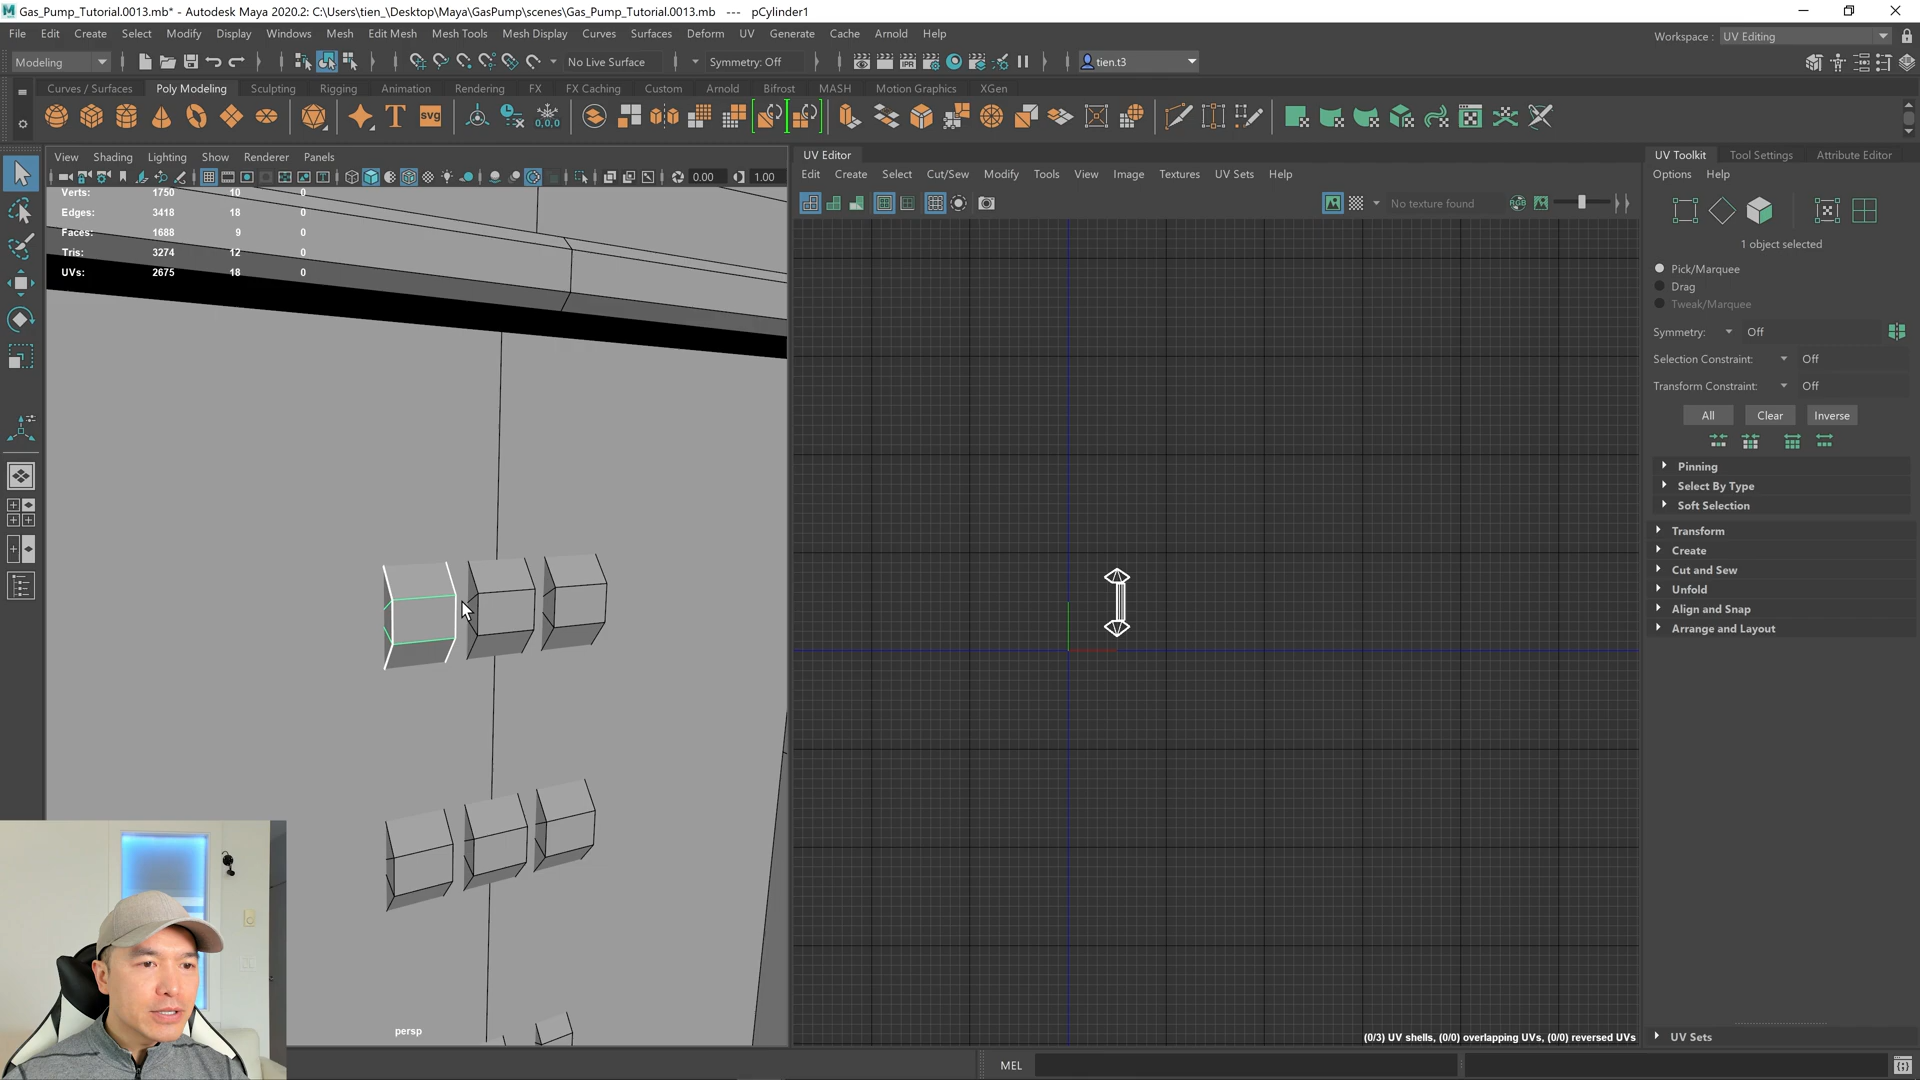 Gas_Pump_Tutorial.0013.mb* - Autodesk Maya 2020.2: C:\Users\tien_\Desktop\Maya\GasPump\scenes\Gas_Pump_Tutorial.0013.mb --- pCylinder1
File Edit Create Select Modify Display Windows Mesh Edit Mesh Mesh Tools Mesh Display Curves Surfaces Deform UV Generate Cache Arnold Help
Workspace : UV Editing
Modeling No Live Surface Symmetry: Off tien.t3
Curves / Surfaces Poly Modeling Sculpting Rigging Animation Rendering FX FX Caching Custom Arnold Bifrost MASH Motion Graphics XGen
T svg 0,0,0
View Shading Lighting Show Renderer Panels
0.00 1.00
Verts: 1750 10 0
Edges: 3418 18 0
Faces: 1688 9 0
Tris: 3274 12 0
UVs: 2675 18 0
persp
UV Editor
Edit Create Select Cut/Sew Modify Tools View Image Textures UV Sets Help
No texture found RGB
(0/3) UV shells, (0/0) overlapping UVs, (0/0) reversed UVs
UV Toolkit Tool Settings Attribute Editor
Options Help
1 object selected
Pick/Marquee
Drag
Tweak/Marquee
Symmetry: Off
Selection Constraint: Off
Transform Constraint: Off
All Clear Inverse
Pinning
Select By Type
Soft Selection
Transform
Create
Cut and Sew
Unfold
Align and Snap
Arrange and Layout
UV Sets
MEL